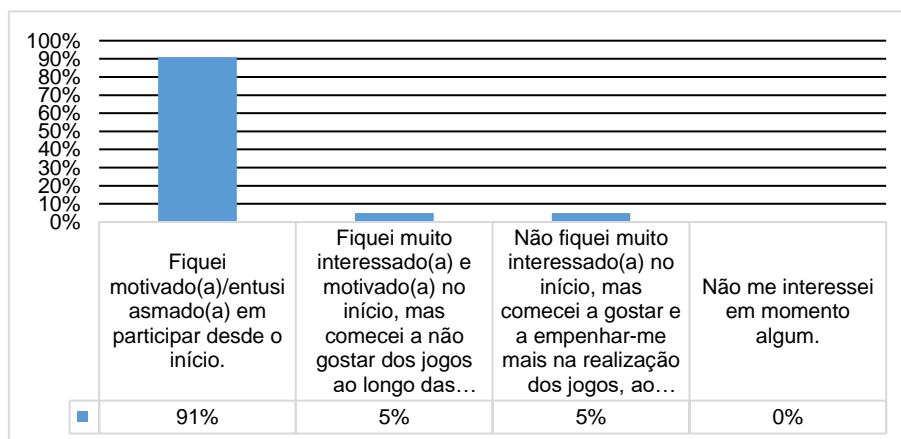 100%
90%
80%
70%
60%
50%
40%
30%
20%
10%
0%
Fiquei
motivado(a)/entusi
asmado(a) em
participar desde o
início.
Fiquei muito
interessado(a) e
motivado(a) no
início, mas
comecei a não
gostar dos jogos
ao longo das…
Não fiquei muito
interessado(a) no
início, mas
comecei a gostar e
a empenhar-me
mais na realização
dos jogos, ao…
Não me interessei
em momento
algum.
91%
5%
5%
0%